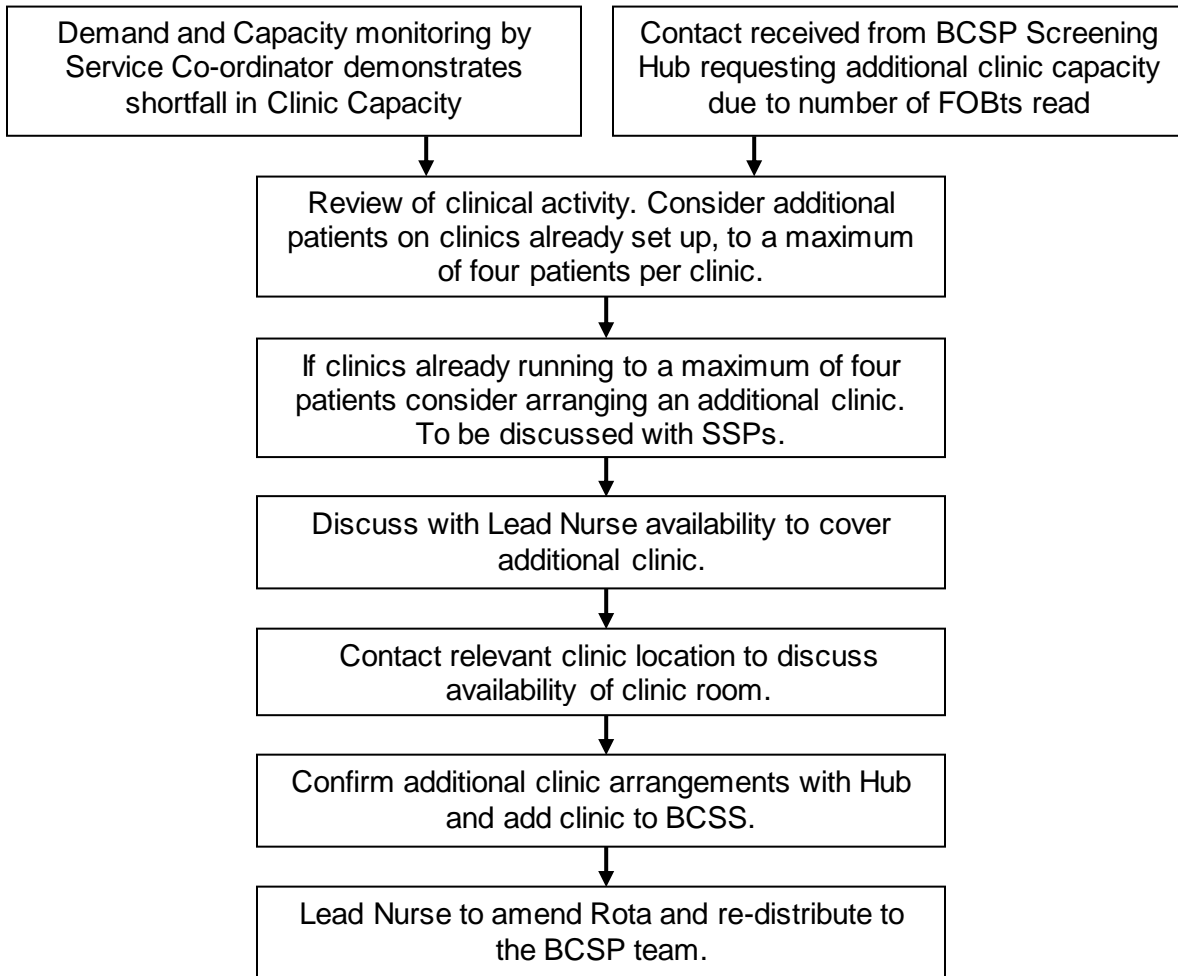 Demand and Capacity monitoring by
Service Co-ordinator demonstrates
shortfall in Clinic Capacity
Contact received from BCSP Screening
Hub requesting additional clinic capacity
due to number of FOBts read
Review of clinical activity. Consider additional
patients on clinics already set up, to a maximum
of four patients per clinic.
If clinics already running to a maximum of four
patients consider arranging an additional clinic.
To be discussed with SSPs.
Discuss with Lead Nurse availability to cover
additional clinic.
Contact relevant clinic location to discuss
availability of clinic room.
Confirm additional clinic arrangements with Hub
and add clinic to BCSS.
Lead Nurse to amend Rota and re-distribute to
the BCSP team.